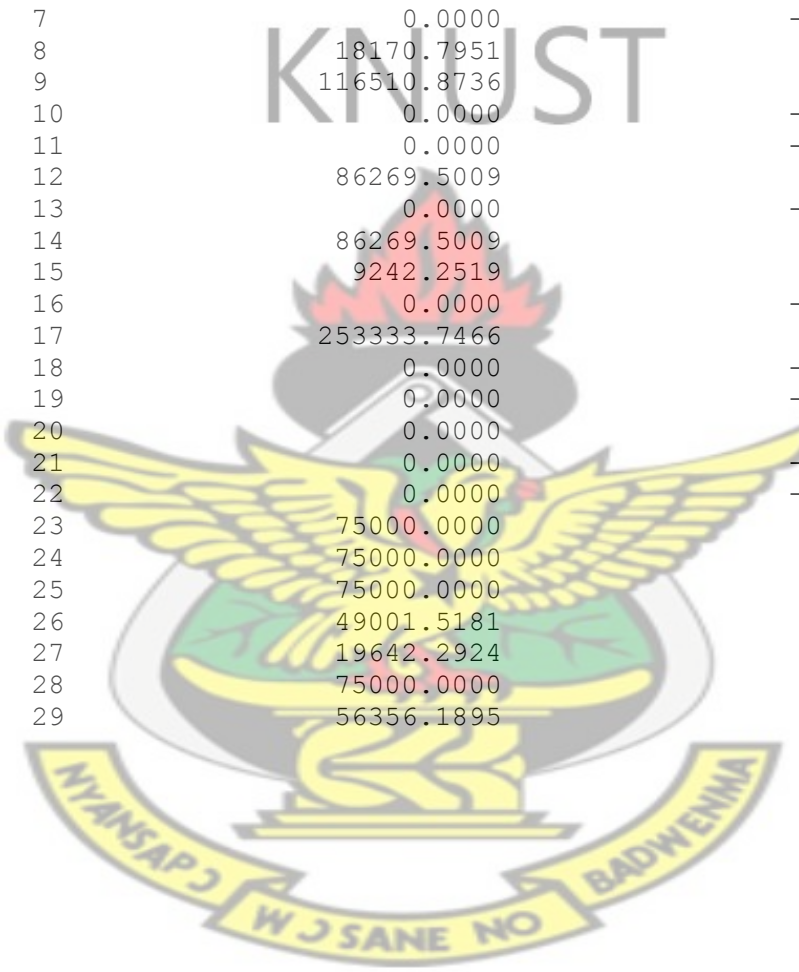 KNUST
7 0.0000 -
8 18170.7951
9 116510.8736
10 0.0000 -
11 0.0000 -
12 86269.5009
13 0.0000 -
14 86269.5009
15 9242.2519
16 0.0000 -
17 253333.7466
18 0.0000 -
19 0.0000 -
20 0.0000
21 0.0000 -
22 0.0000 -
23 75000.0000
24 75000.0000
25 75000.0000
26 49001.5181
27 19642.2924
28 75000.0000
29 56356.1895
NYANSAPƆ
WƆSANE NO
BADWENMA